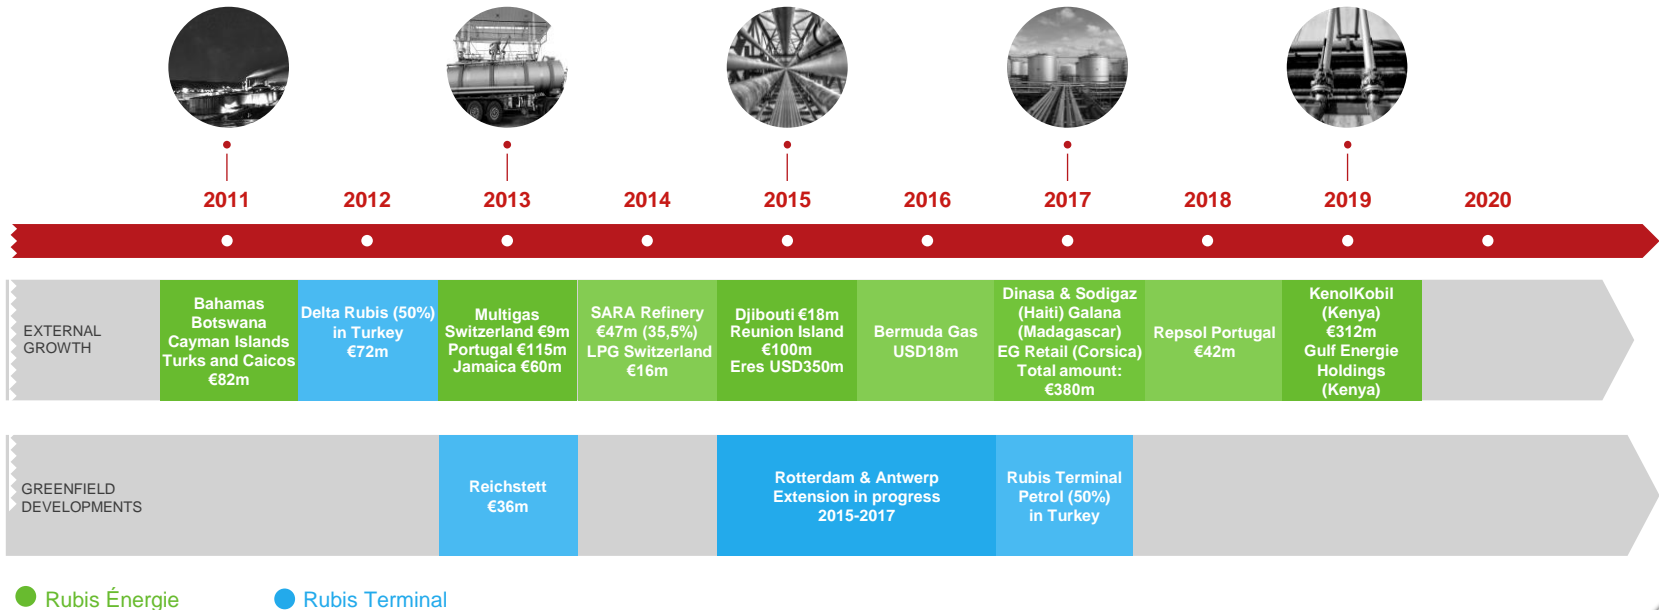 2011 2012 2013 2014 2015 2016 2017 2018 2019 2020
EXTERNAL
GROWTH
Bahamas
Botswana
Cayman Islands
Turks and Caicos
€82m
Delta Rubis (50%)
in Turkey
€72m
Multigas
Switzerland €9m
Portugal €115m
Jamaica €60m
SARA Refinery
€47m (35,5%)
LPG Switzerland
€16m
Djibouti €18m
Reunion Island
€100m
Eres USD350m
Bermuda Gas
USD18m
Dinasa & Sodigaz
(Haiti) Galana
(Madagascar)
EG Retail (Corsica)
Total amount:
€380m
Repsol Portugal
€42m
KenolKobil
(Kenya)
€312m
Gulf Energie
Holdings
(Kenya)
GREENFIELD
DEVELOPMENTS
Reichstett
€36m
Rotterdam & Antwerp
Extension in progress
2015-2017
Rubis Terminal
Petrol (50%)
in Turkey
Rubis Énergie
Rubis Terminal